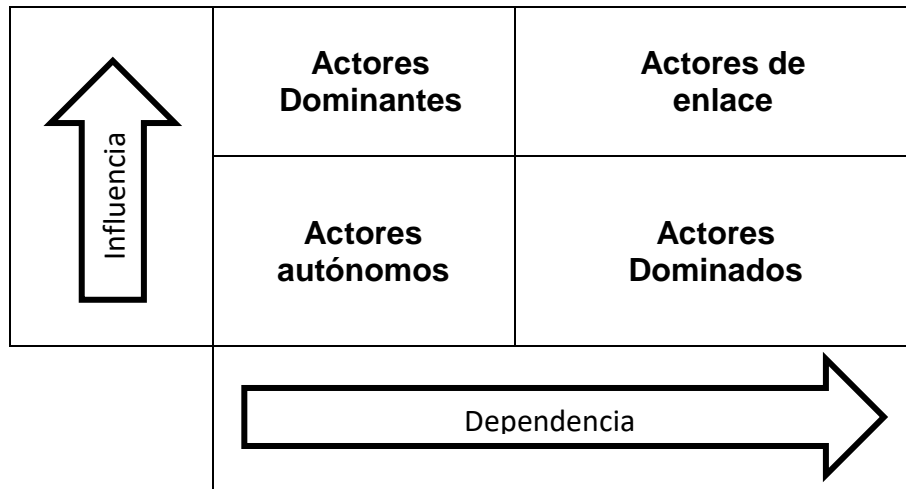 Actores
Dominantes
Actores de
enlace
Influencia
Actores
autónomos
Actores
Dominados
Dependencia